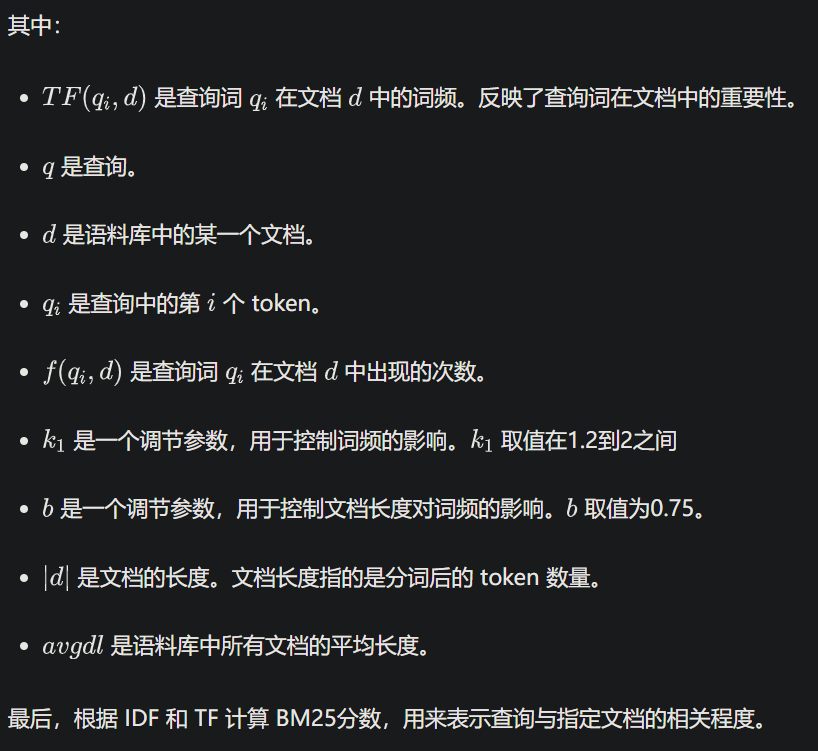 其中：
• TF(qᵢ, d) 是查询词 qᵢ 在文档 d 中的词频。反映了查询词在文档中的重要性。
• q 是查询。
• d 是语料库中的某一个文档。
• qᵢ 是查询中的第 i 个 token。
• f(qᵢ, d) 是查询词 qᵢ 在文档 d 中出现的次数。
• k₁ 是一个调节参数，用于控制词频的影响。k₁ 取值在1.2到2之间
• b 是一个调节参数，用于控制文档长度对词频的影响。b 取值为0.75。
• |d| 是文档的长度。文档长度指的是分词后的 token 数量。
• avgdl 是语料库中所有文档的平均长度。
最后，根据 IDF 和 TF 计算 BM25分数，用来表示查询与指定文档的相关程度。